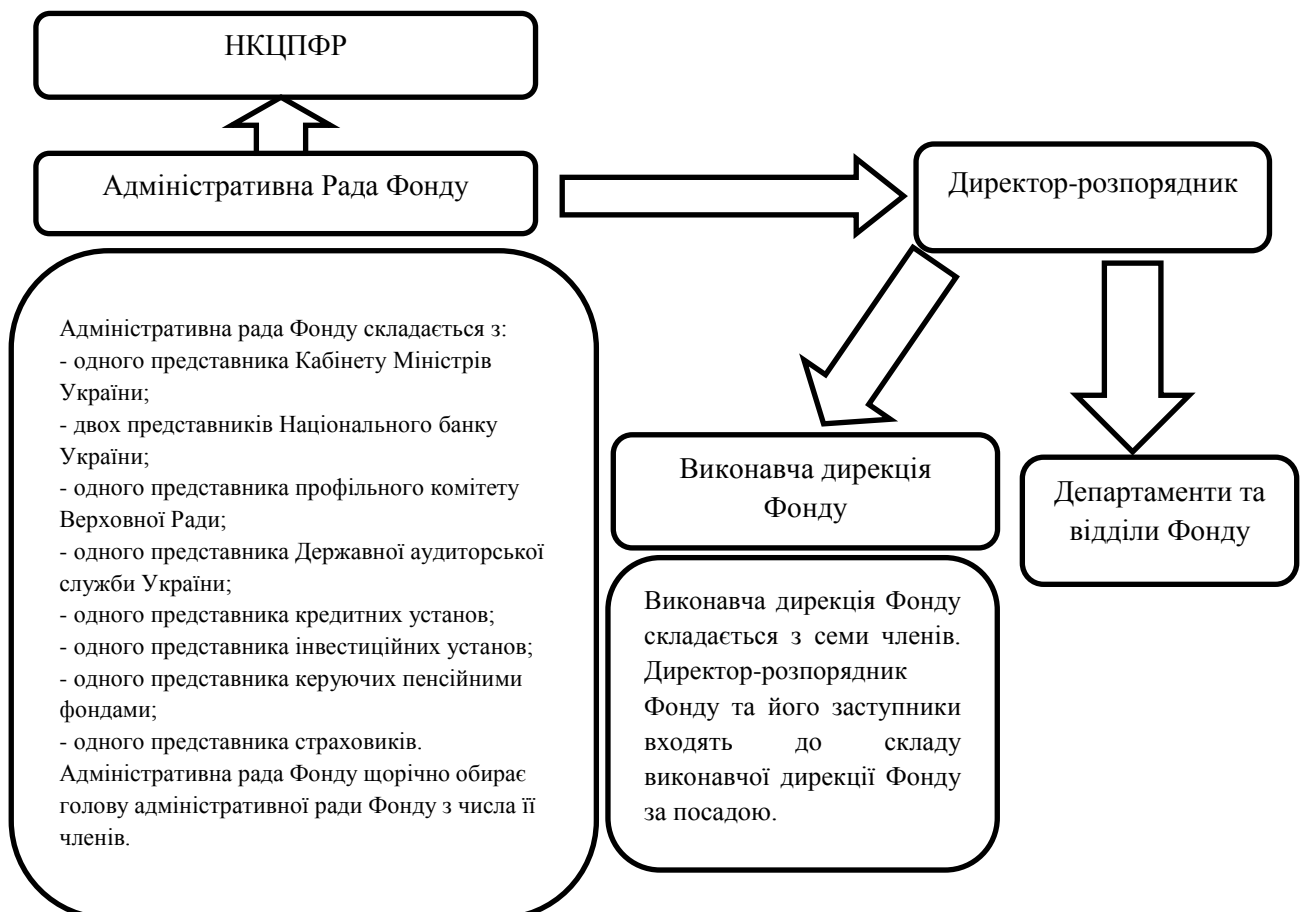 НКЦПФР
Адміністративна Рада Фонду
Директор-розпорядник
Адміністративна рада Фонду складається з:
- одного представника Кабінету Міністрів
України;
- двох представників Національного банку
України;
- одного представника профільного комітету
Верховної Ради;
- одного представника Державної аудиторської
служби України;
- одного представника кредитних установ;
- одного представника інвестиційних установ;
- одного представника керуючих пенсійними
фондами;
- одного представника страховиків.
Адміністративна рада Фонду щорічно обирає
голову адміністративної ради Фонду з числа її
членів.
Виконавча дирекція
Фонду
Департаменти та
відділи Фонду
Виконавча дирекція Фонду
складається з семи членів.
Директор-розпорядник
Фонду та його заступники
входять до складу
виконавчої дирекції Фонду
за посадою.